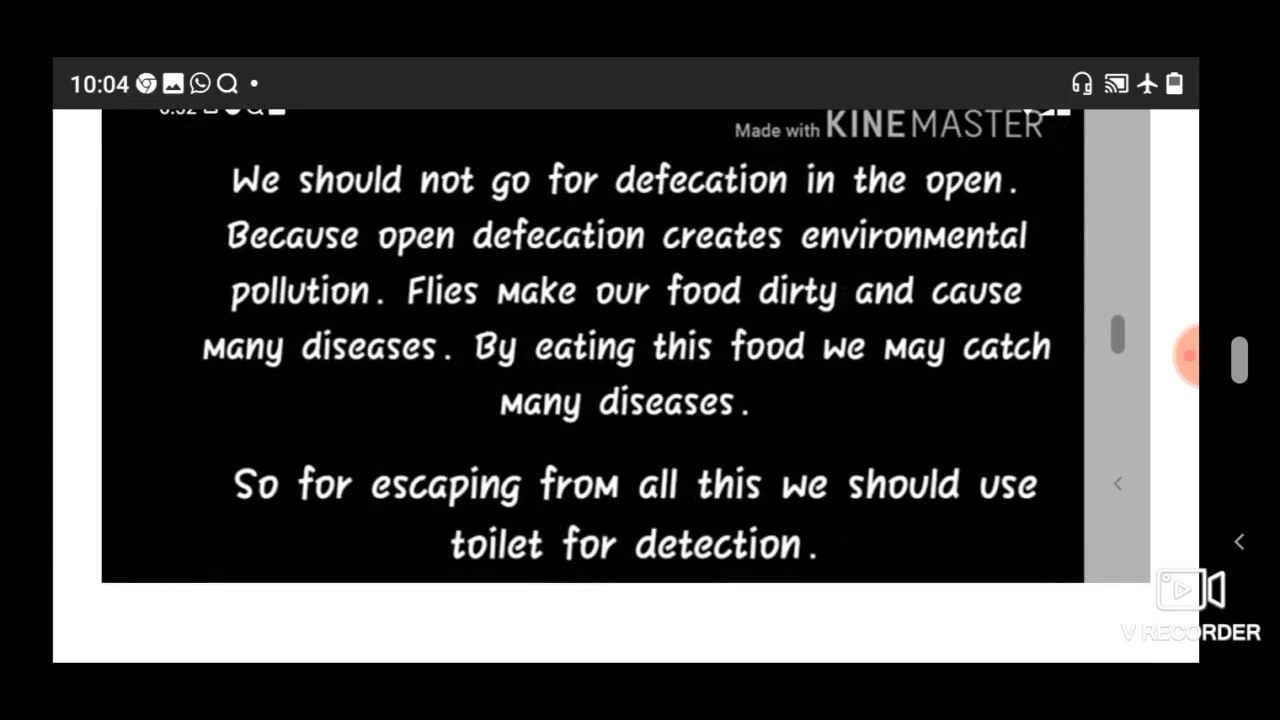 10:04
Made with KINEMASTER
We should not go for defecation in the open.
Because open defecation creates environmental
pollution. Flies make our food dirty and cause
many diseases. By eating this food we may catch
many diseases.
So for escaping from all this we should use
toilet for detection.
V RECORDER